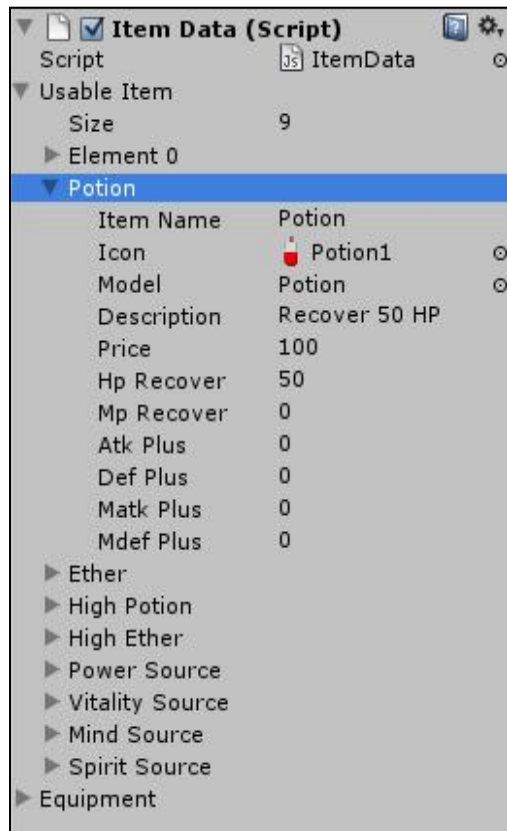 Item Data (Script)
Script JS ItemData
Usable Item
Size 9
Element 0
Potion
Item Name Potion
Icon Potion1
Model Potion
Description Recover 50 HP
Price 100
Hp Recover 50
Mp Recover 0
Atk Plus 0
Def Plus 0
Matk Plus 0
Mdef Plus 0
Ether
High Potion
High Ether
Power Source
Vitality Source
Mind Source
Spirit Source
Equipment